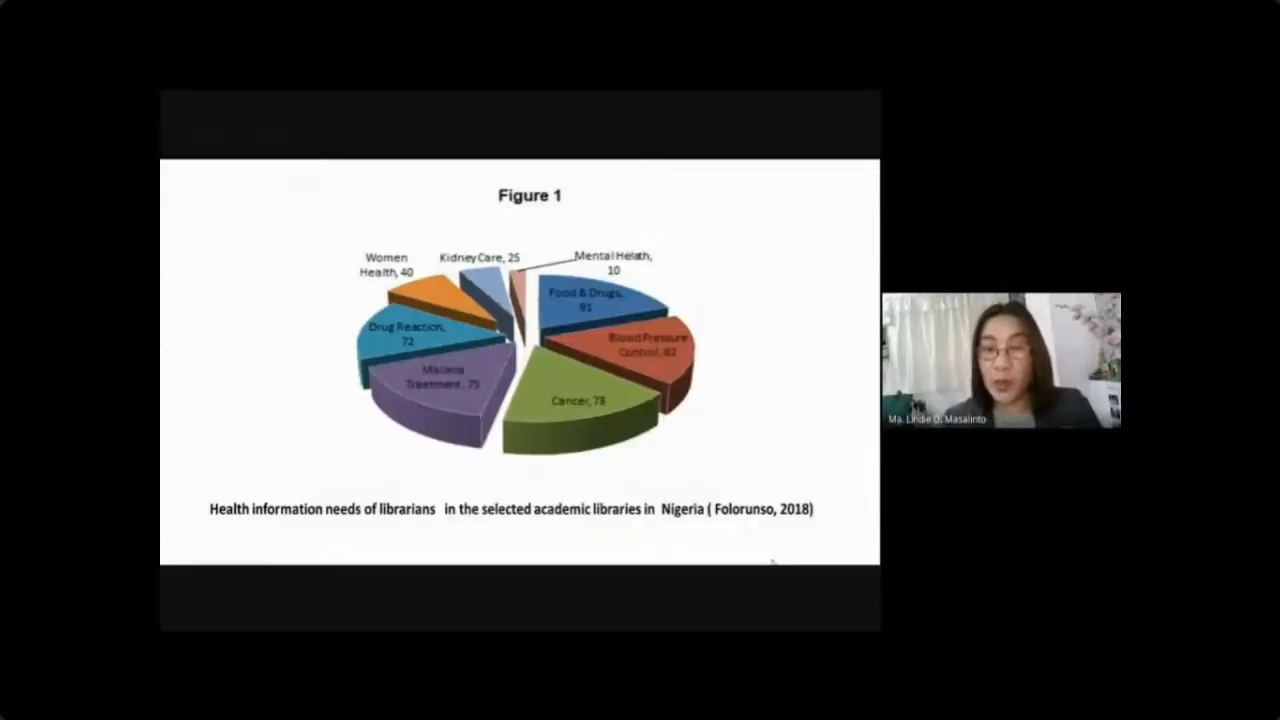 Figure 1
Women
Health, 40
Kidney Care, 25
Mental Helath,
10
Food & Drugs,
91
Blood Pressure
Control, 82
Drug Reaction,
72
Malaria
Treatment, 75
Cancer, 78
Health information needs of librarians in the selected academic libraries in Nigeria ( Folorunso, 2018)
Ma. Lindie D. Masalinto